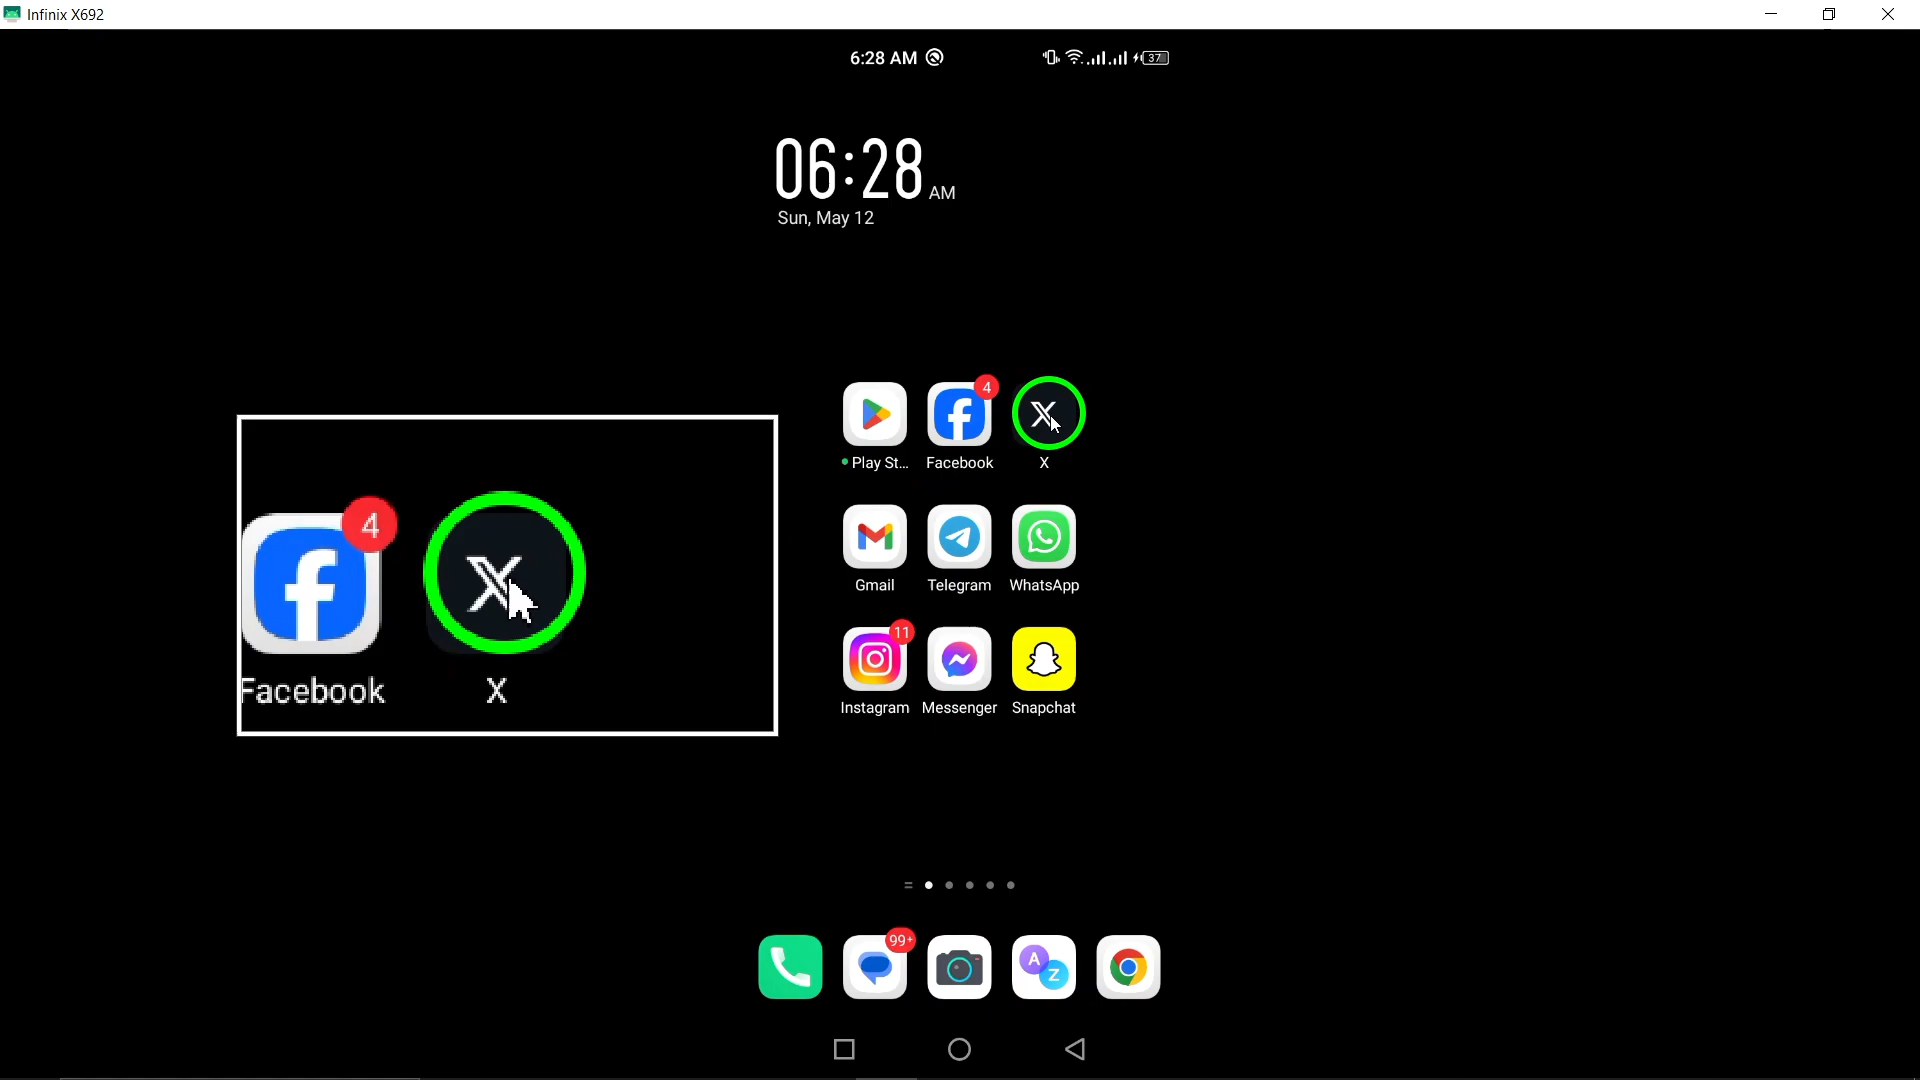 Infinix X692
6:28 AM
37
06:28 AM
Sun, May 12
4
Play St...
Facebook
X
Gmail
Telegram
WhatsApp
11
Instagram
Messenger
Snapchat
4
Facebook
X
99+
A
Z